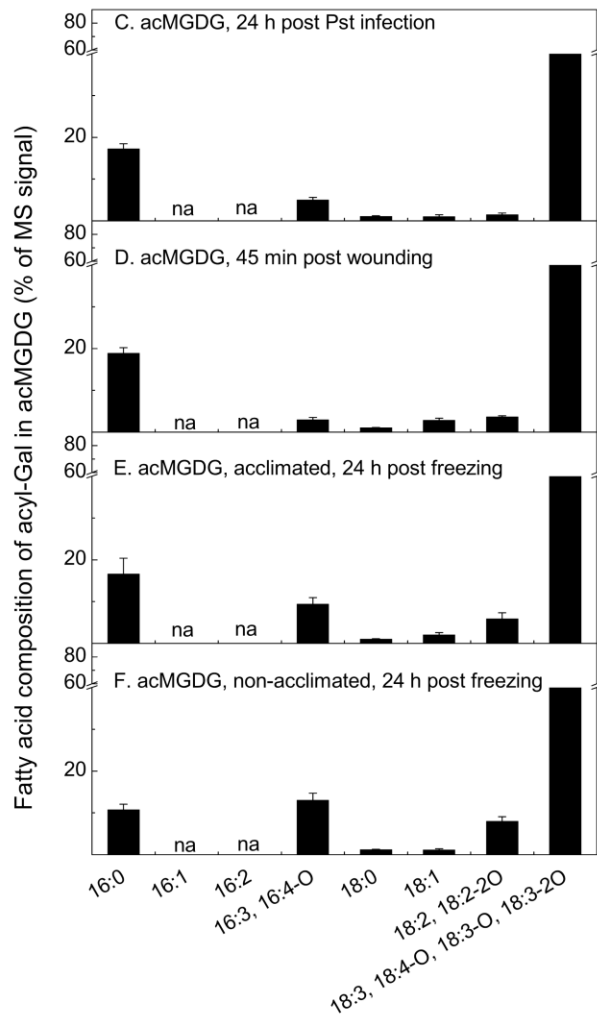 Fatty acid composition of acyl-Gal in acMGDG (% of MS signal)
C. acMGDG, 24 h post Pst infection
80
60
20
na
na
D. acMGDG, 45 min post wounding
80
60
20
na
na
E. acMGDG, acclimated, 24 h post freezing
80
60
20
na
na
F. acMGDG, non-acclimated, 24 h post freezing
80
60
20
na
na
16:0
16:1
16:2
16:3, 16:4-O
18:0
18:1
18:2, 18:2-2O
18:3, 18:4-O, 18:3-O, 18:3-2O